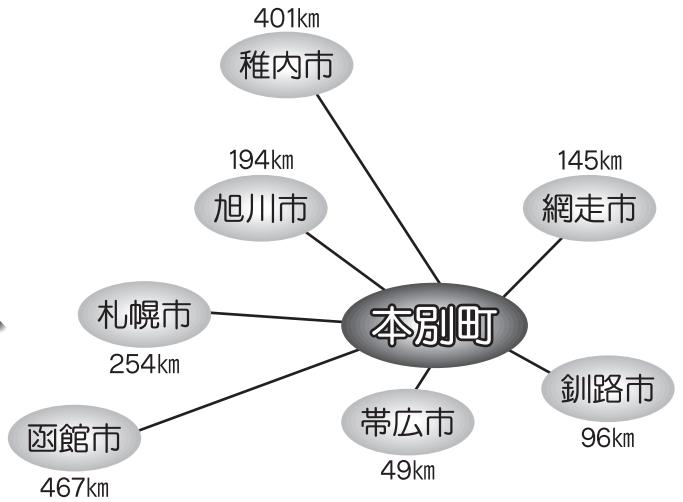 401km
稚内市
194km
旭川市
145km
網走市
札幌市
254km
本別町
函館市
467km
帯広市
49km
釧路市
96km